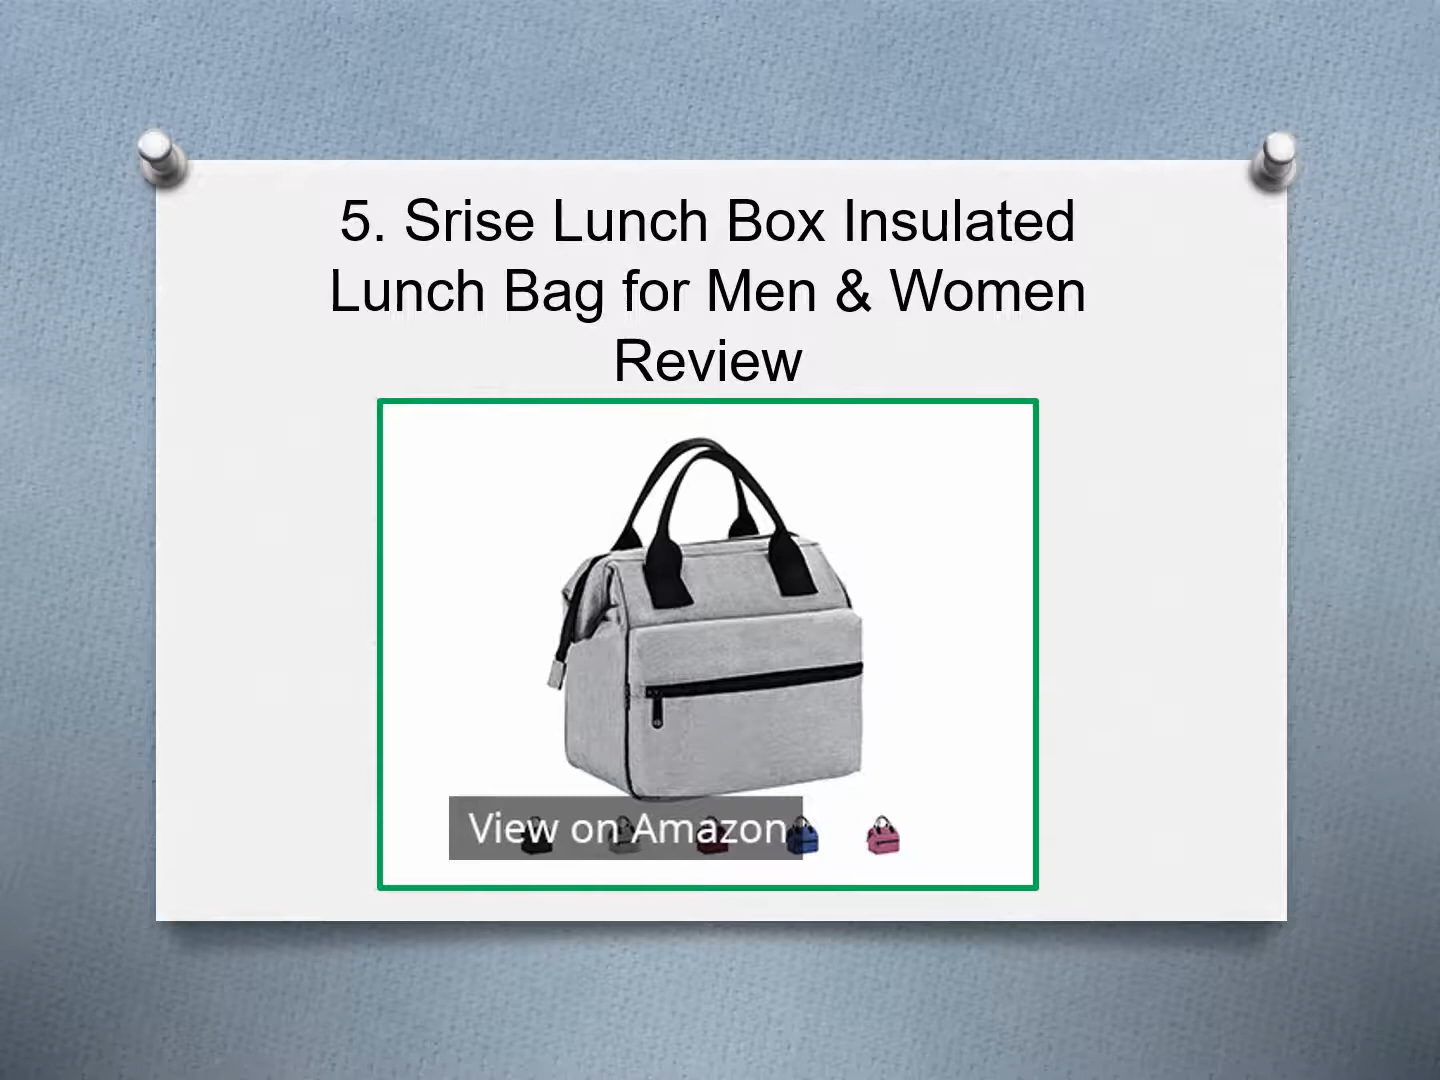 5. Srise Lunch Box Insulated
Lunch Bag for Men & Women
Review
View on Amazon